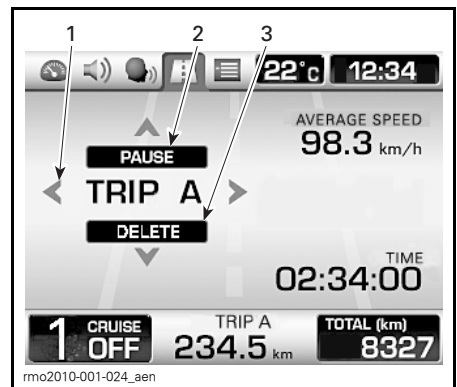 1 2 3
22°c 12:34
AVERAGE SPEED
98.3 km/h
PAUSE
TRIP A
DELETE
TIME
02:34:00
1 CRUISE OFF
TRIP A
234.5 km
TOTAL (km)
8327
rmo2010-001-024_aen